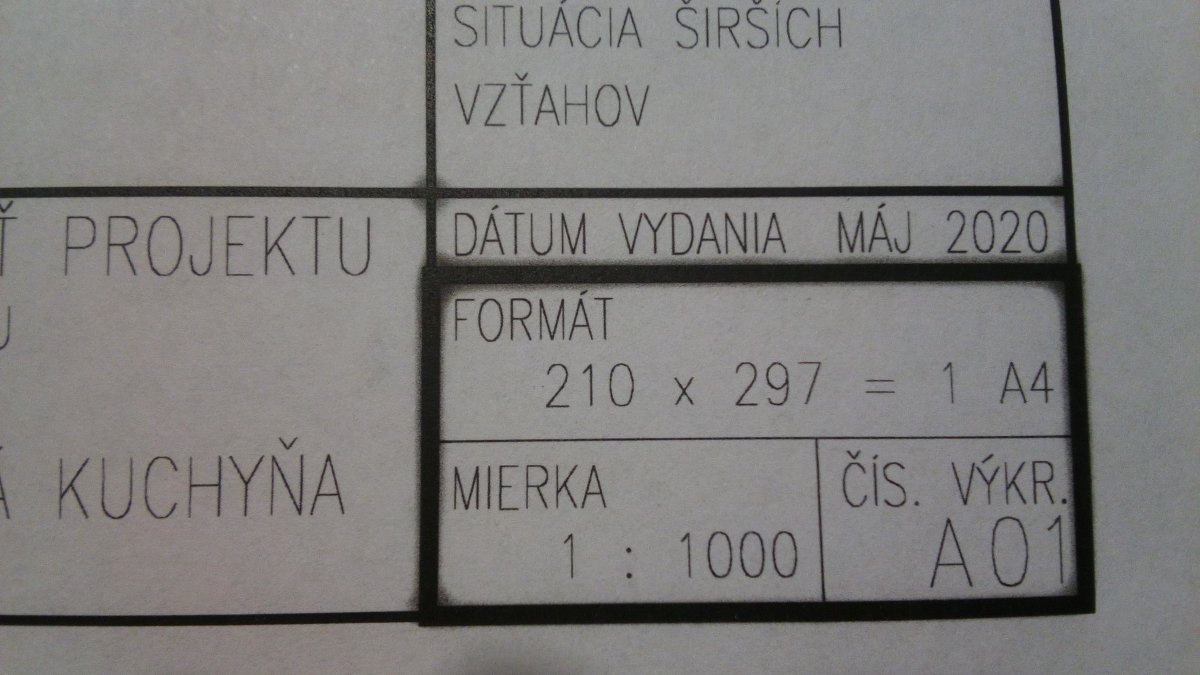 SITUÁCIA ŠIRŠÍCH
VZŤAHOV
PROJEKTU
DÁTUM VYDANIA MÁJ 2020
FORMÁT
210 x 297 = 1 A4
KUCHYŇA
MIERKA
1 : 1000
ČÍS. VÝKR.
A01